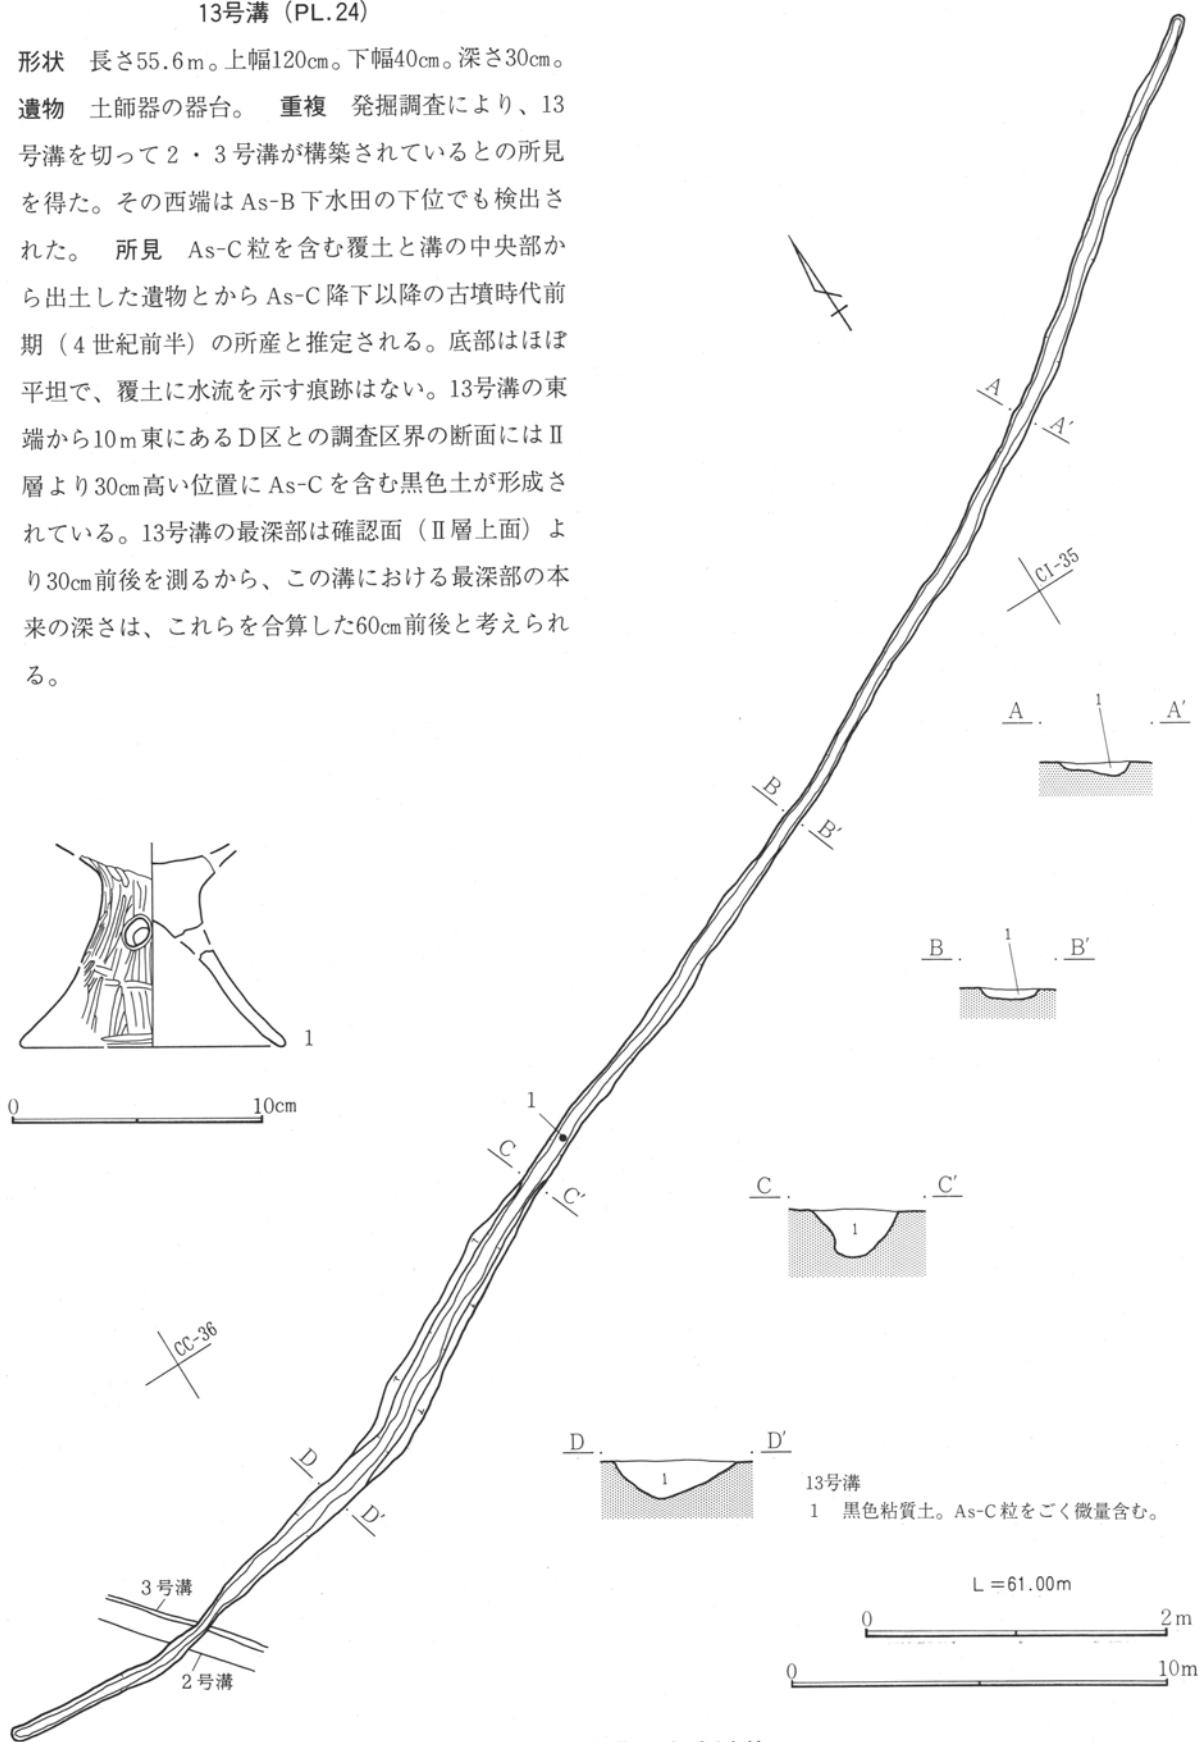 13号溝（PL.24）
形状　長さ55.6m。上幅120㎝。下幅40㎝。深さ30㎝。
遺物　土師器の器台。　重複　発掘調査により、13
号溝を切って２・３号溝が構築されているとの所見
を得た。その西端は As-B 下水田の下位でも検出さ
れた。　所見　As-C 粒を含む覆土と溝の中央部か
ら出土した遺物とから As-C 降下以降の古墳時代前
期（４世紀前半）の所産と推定される。底部はほぼ
平坦で、覆土に水流を示す痕跡はない。13号溝の東
端から10m東にあるＤ区との調査区界の断面にはⅡ
層より30㎝高い位置に As-C を含む黒色土が形成さ
れている。13号溝の最深部は確認面（Ⅱ層上面）よ
り30㎝前後を測るから、この溝における最深部の本
来の深さは、これらを合算した60㎝前後と考えられ
る。
A
A′
CI-35
A
1
A′
B
B′
B
1
B′
1
0
10cm
1
C
C′
C
1
C′
CC-36
D
D′
D
1
D′
13号溝
1　黒色粘質土。As-C 粒をごく微量含む。
L＝61.00m
0
2m
0
10m
３号溝
２号溝